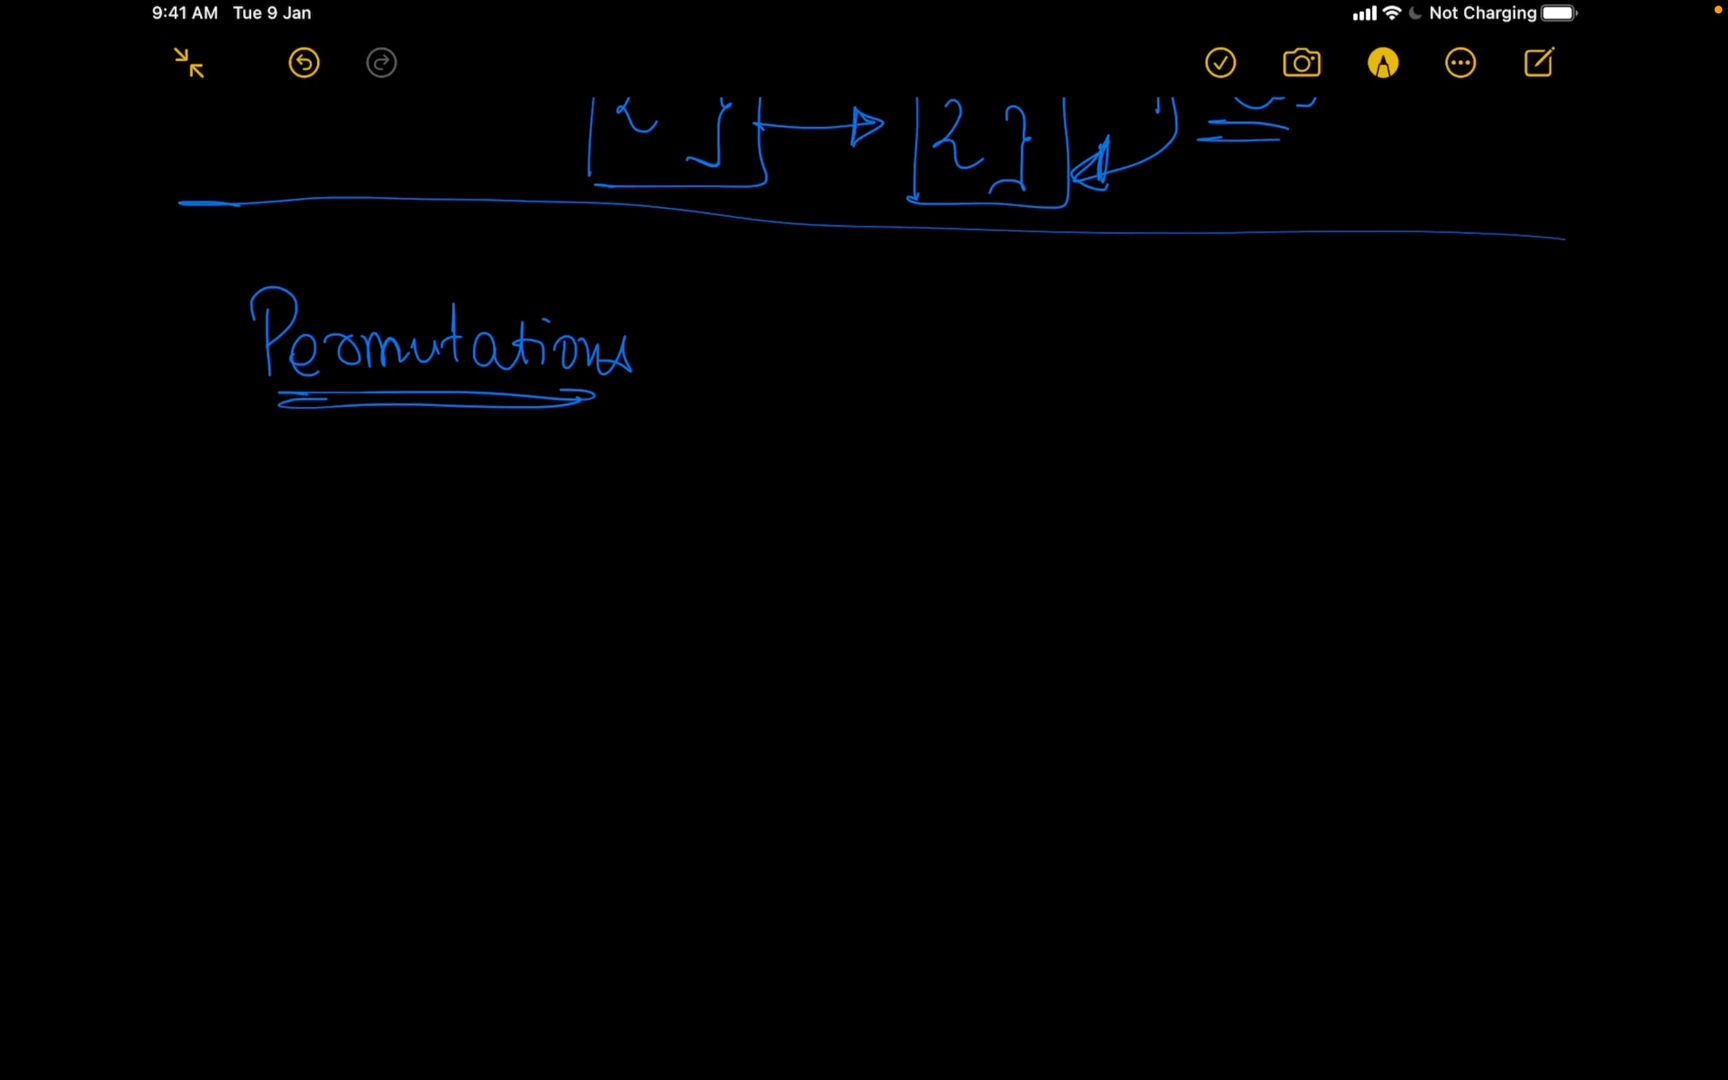 9:41 AM Tue 9 Jan Not Charging
{ } {}
Permutations